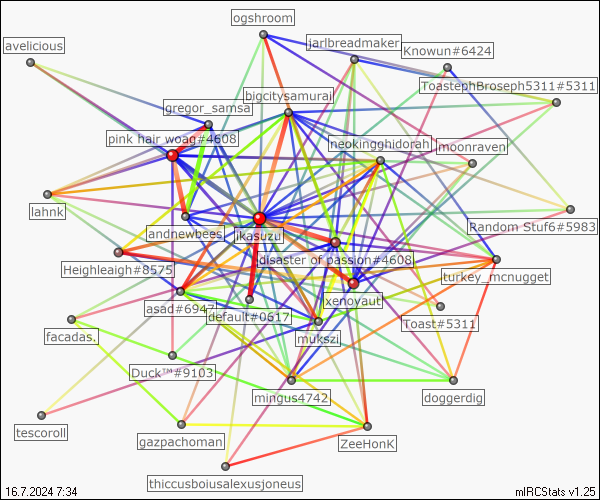 ogshroom
avelicious
jarlbreadmaker
Knowun#6424
ToastephBroseph5311#5311
bigcitysamurai
gregor_samsa
pink hair woag#4608
neokingghidorah
moonraven
lahnk
andnewbees
ikasuzu
Random Stuf6#5983
disaster of passion#4608
Heighleaigh#8575
turkey_mcnugget
xenoyaut
asad#6947
default#0617
Toast#5311
facadas.
mukszi
Duck™#9103
mingus4742
doggerdig
tescoroll
gazpachoman
ZeeHonK
thiccusboiusalexusjoneus
16.7.2024 7:34
mIRCStats v1.25